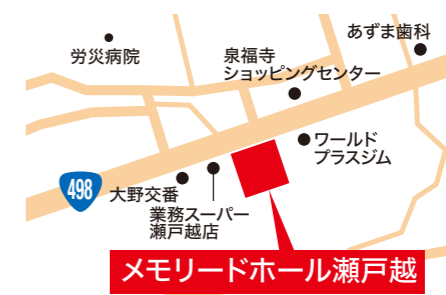 あずま歯科
労災病院
泉福寺
ショッピングセンター
ワールド
プラスジム
498
大野交番
業務スーパー
瀬戸越店
メモリードホール瀬戸越